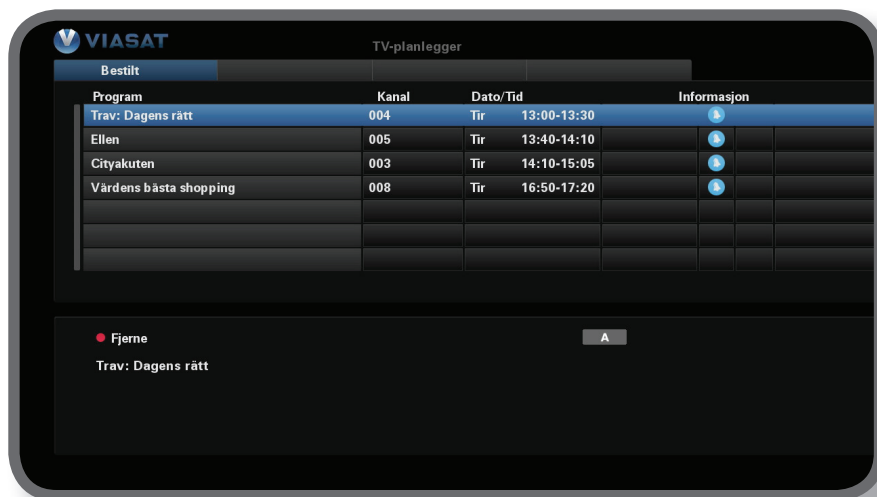 VIASAT
TV-planlegger
Bestilt
Program Kanal Dato/Tid Informasjon
Trav: Dagens rätt 004 Tir 13:00-13:30
Ellen 005 Tir 13:40-14:10
Cityakuten 003 Tir 14:10-15:05
Värdens bästa shopping 008 Tir 16:50-17:20
Fjerne A
Trav: Dagens rätt